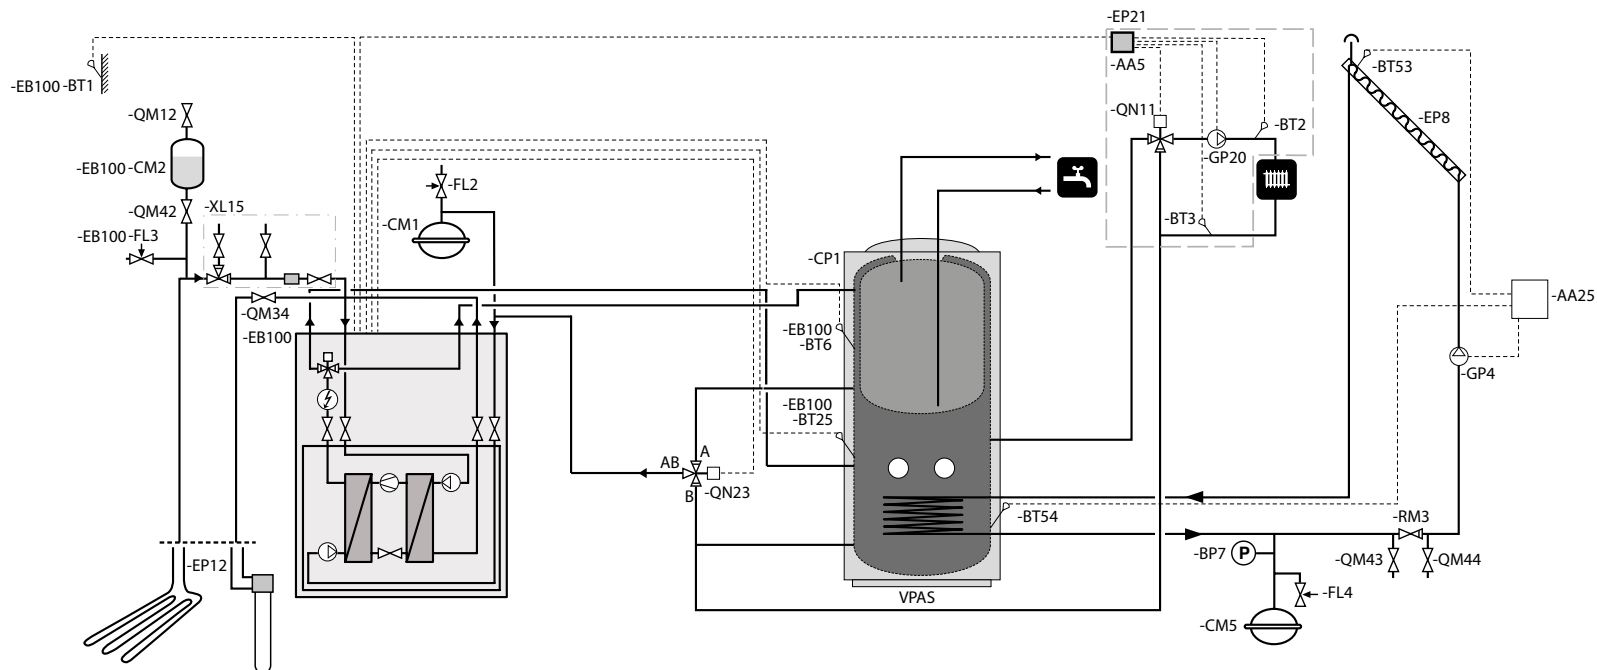 -EP21
-AA5
-EB100 -BT1
-QM12
-QN11
-BT2
-GP20
-BT53
-EP8
-EB100 -CM2
-QM42
-XL15
-FL2
-CM1
-EB100-FL3
-BT3
-CP1
-QM34
-EB100
-EB100
-BT6
-AA25
-GP4
-EB100
-BT25
A
AB
B
-QN23
-BT54
-RM3
-BP7
P
-QM43
-QM44
-EP12
VPAS
-FL4
-CM5